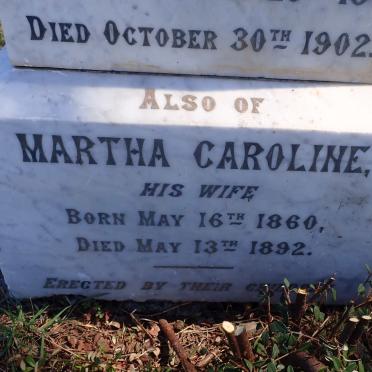 Died October 30th 1902.
Also of
Martha Caroline,
his wife
Born May 16th 1860,
Died May 13th 1892.
Erected by their